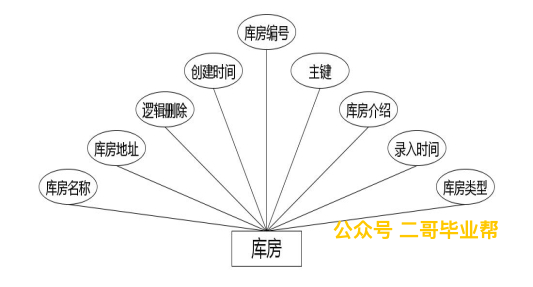 库房编号
创建时间
主键
逻辑删除
库房介绍
库房地址
录入时间
库房名称
库房类型
公众号 二哥毕业帮
库房